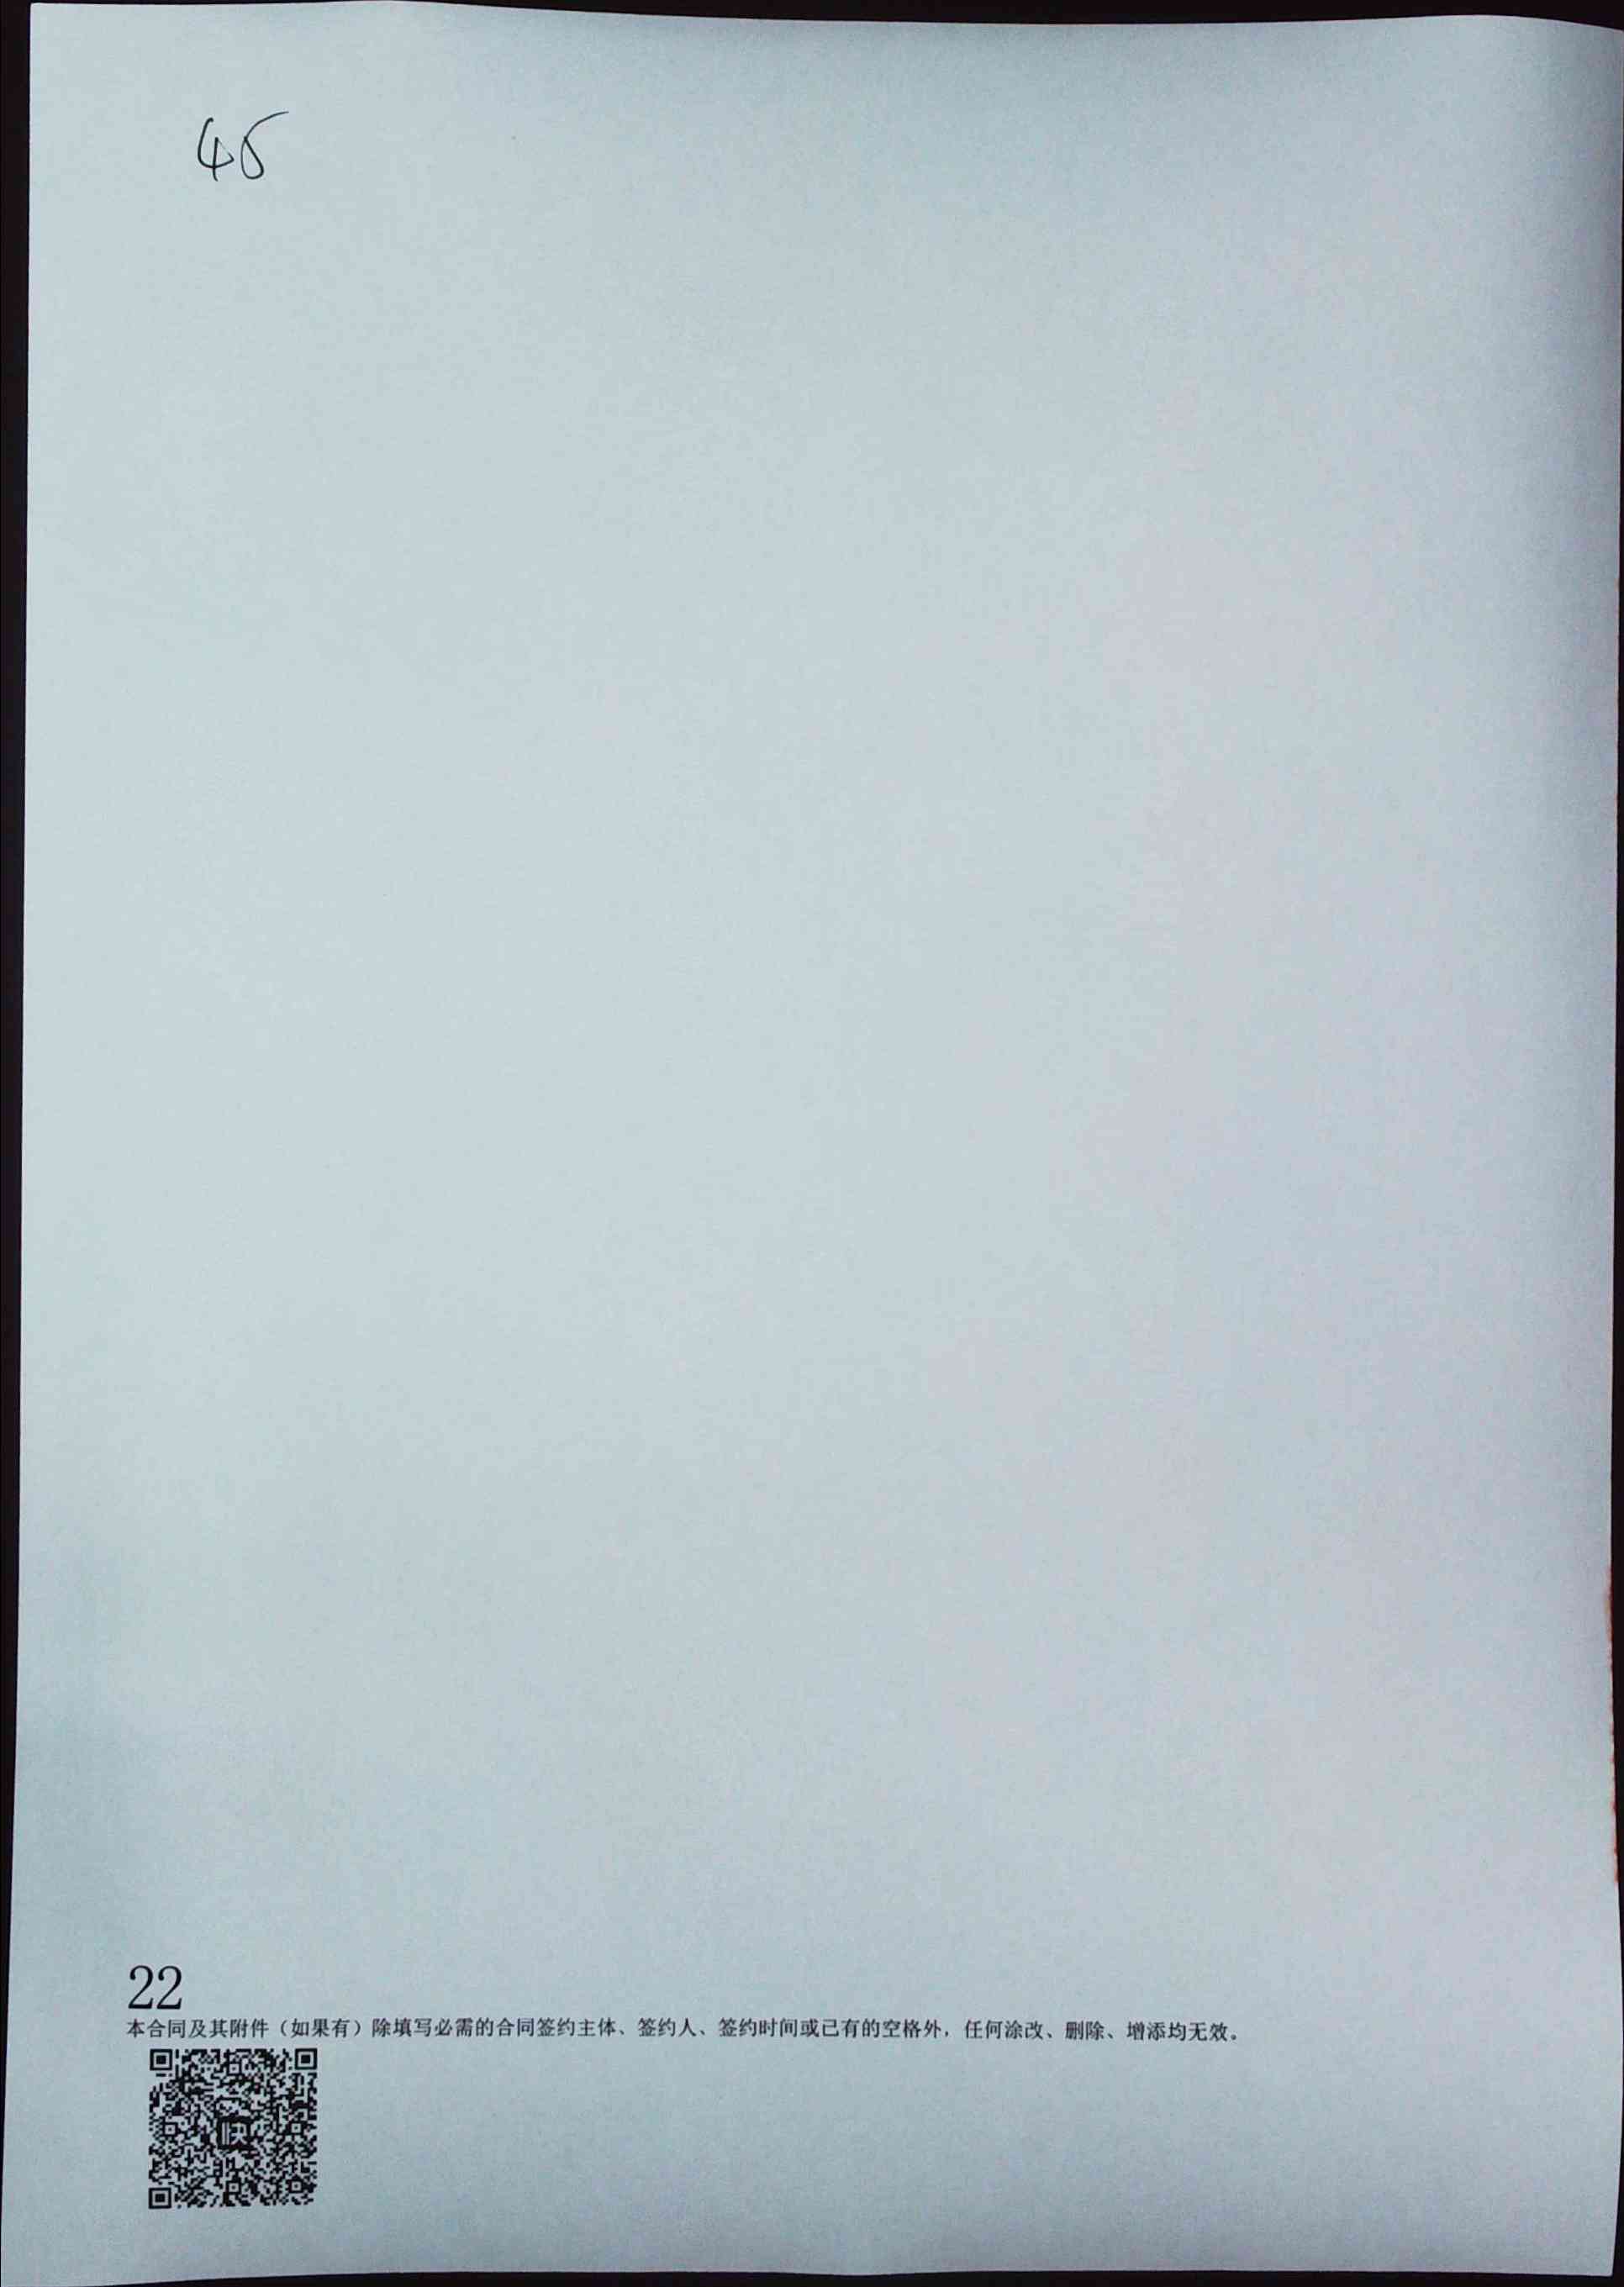 45
22
本合同及其附件（如果有）除填写必需的合同签约主体、签约人、签约时间或已有的空格外，任何涂改、删除、增添均无效。
快